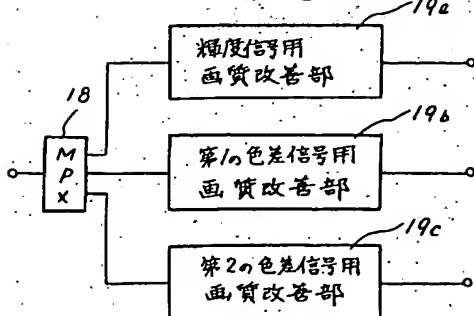 19a
輝度信号用
画質改善部
18
MPX
19b
第1の色差信号用
画質改善部
19c
第2の色差信号用
画質改善部